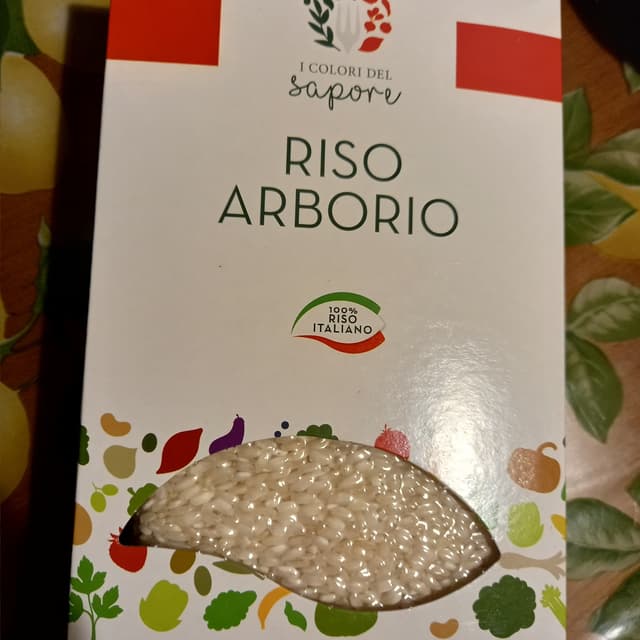 I COLORI DEL
sapore
RISO
ARBORIO
100%
RISO
ITALIANO